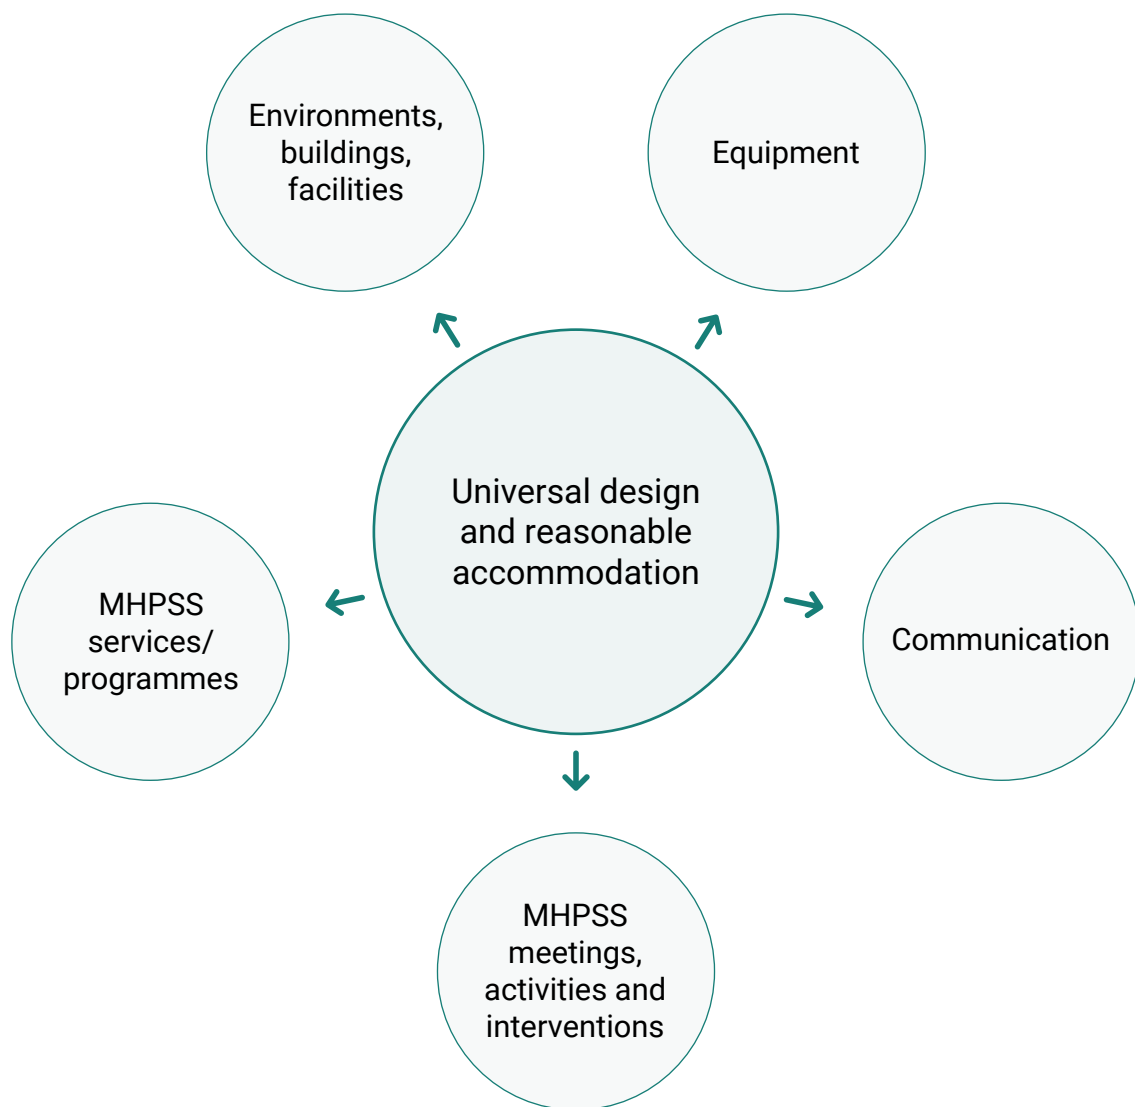 Environments,
buildings,
facilities
Equipment
Universal design
and reasonable
accommodation
MHPSS
services/
programmes
Communication
MHPSS
meetings,
activities and
interventions